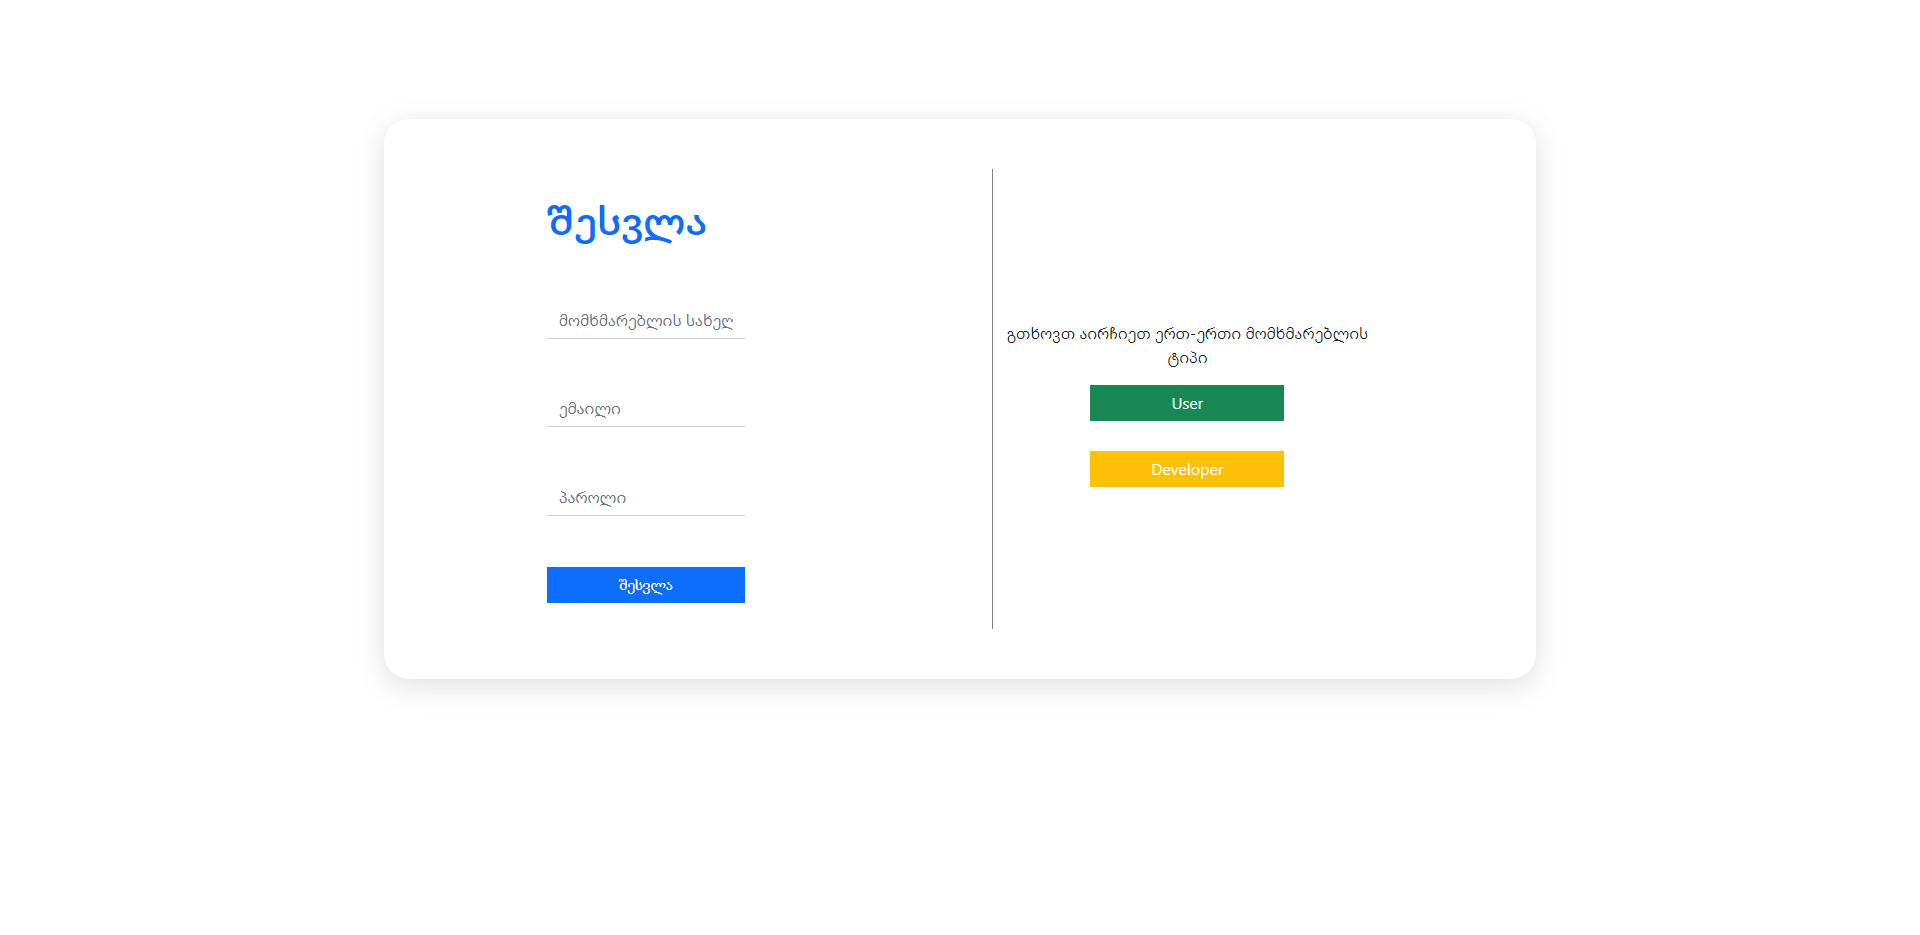 შესვლა
მომხმარებლის სახელ
ემაილი
პაროლი
შესვლა
გთხოვთ აირჩიეთ ერთ-ერთი მომხმარებლის
ტიპი
User
Developer